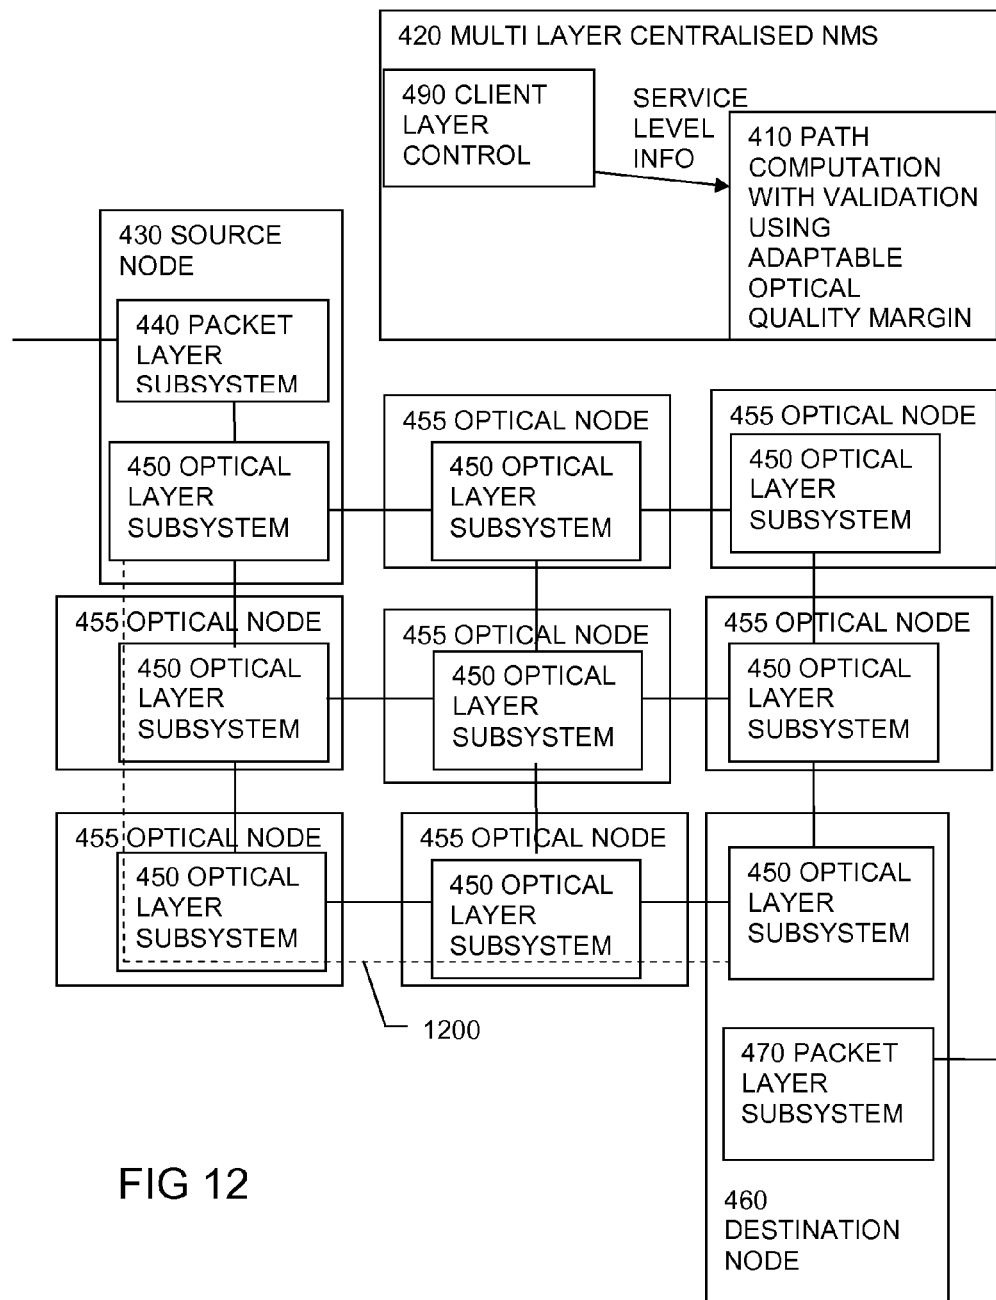 420 MULTI LAYER CENTRALISED NMS
490 CLIENT
LAYER
CONTROL
SERVICE
LEVEL
INFO
410 PATH
COMPUTATION
WITH VALIDATION
USING
ADAPTABLE
OPTICAL
QUALITY MARGIN
430 SOURCE
NODE
440 PACKET
LAYER
SUBSYSTEM
450 OPTICAL
LAYER
SUBSYSTEM
455 OPTICAL NODE
450 OPTICAL
LAYER
SUBSYSTEM
455 OPTICAL NODE
450 OPTICAL
LAYER
SUBSYSTEM
455 OPTICAL NODE
450 OPTICAL
LAYER
SUBSYSTEM
455 OPTICAL NODE
450 OPTICAL
LAYER
SUBSYSTEM
455 OPTICAL NODE
450 OPTICAL
LAYER
SUBSYSTEM
455 OPTICAL NODE
450 OPTICAL
LAYER
SUBSYSTEM
455 OPTICAL NODE
450 OPTICAL
LAYER
SUBSYSTEM
450 OPTICAL
LAYER
SUBSYSTEM
1200
470 PACKET
LAYER
SUBSYSTEM
460
DESTINATION
NODE
FIG 12